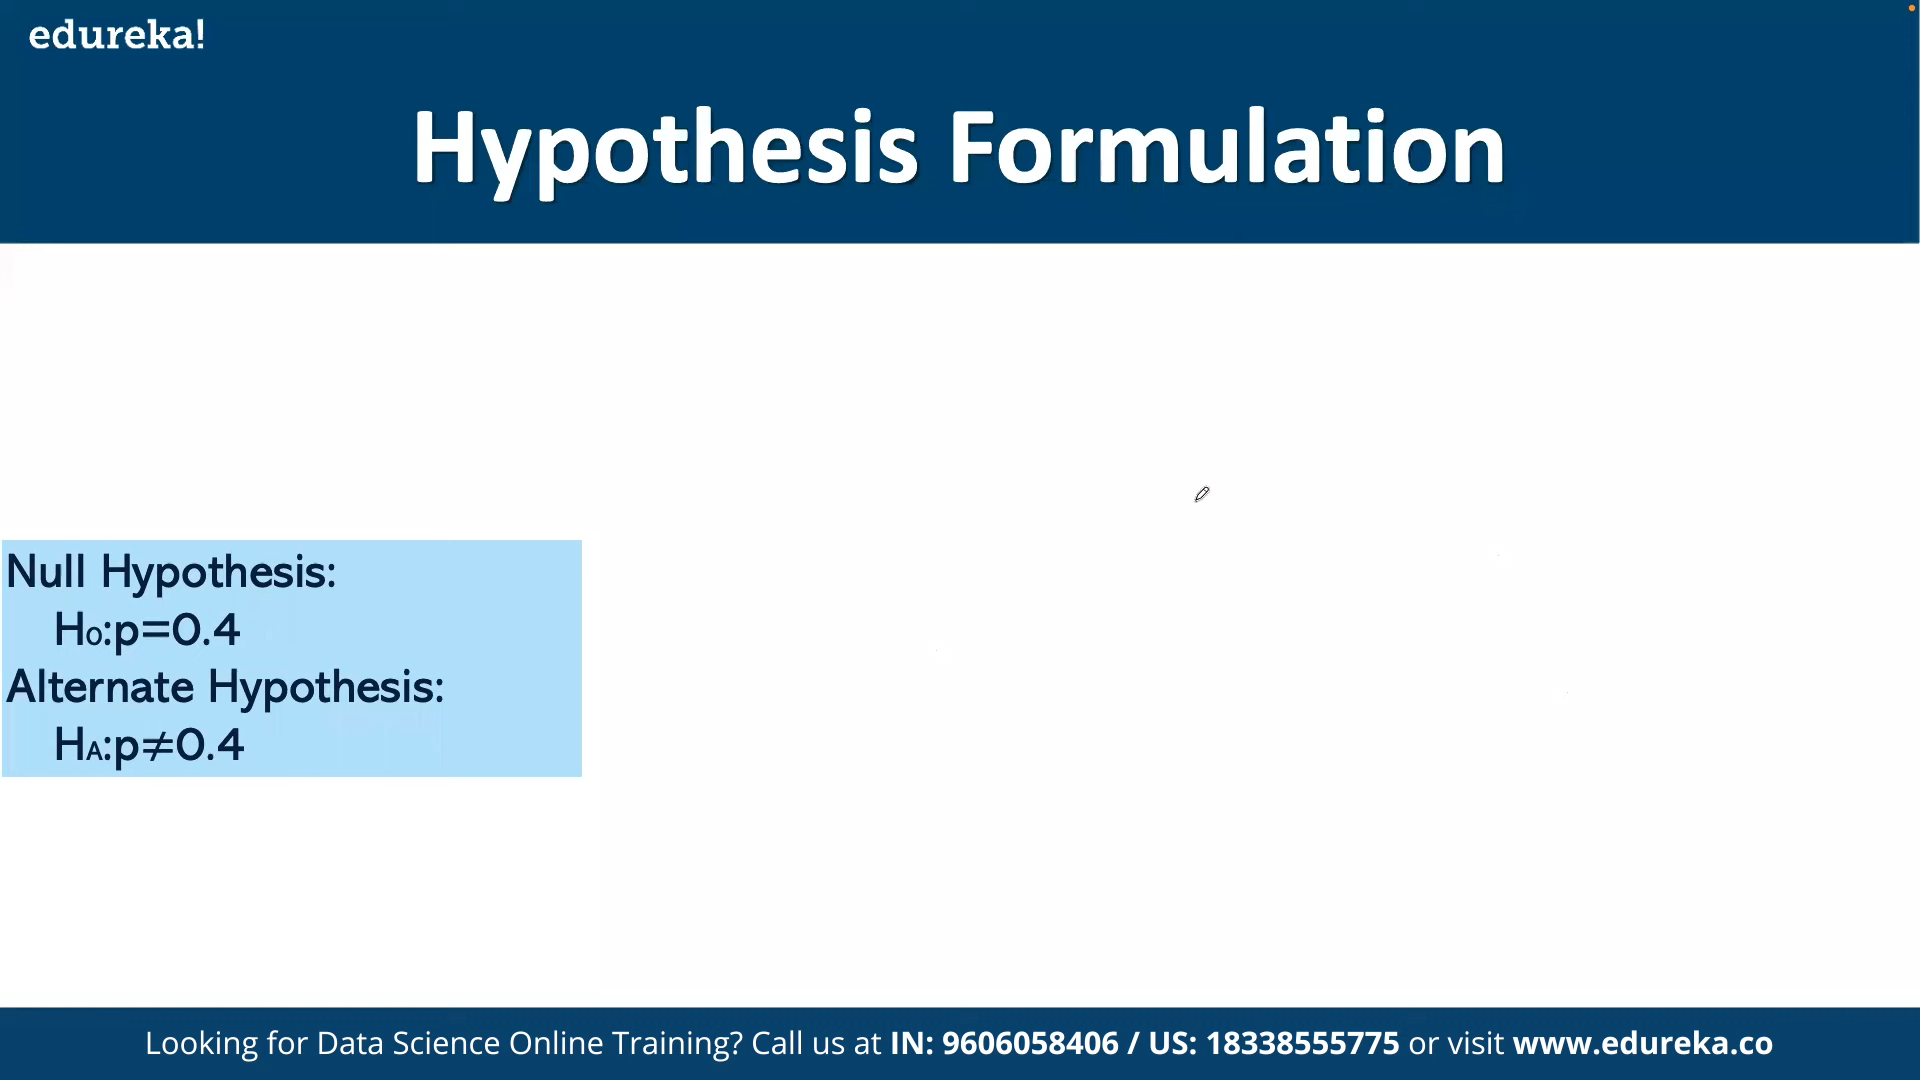 edureka!
Hypothesis Formulation
Null Hypothesis:
H₀:p=0.4
Alternate Hypothesis:
Hᴀ:p≠0.4
Looking for Data Science Online Training? Call us at IN: 9606058406 / US: 18338555775 or visit www.edureka.co